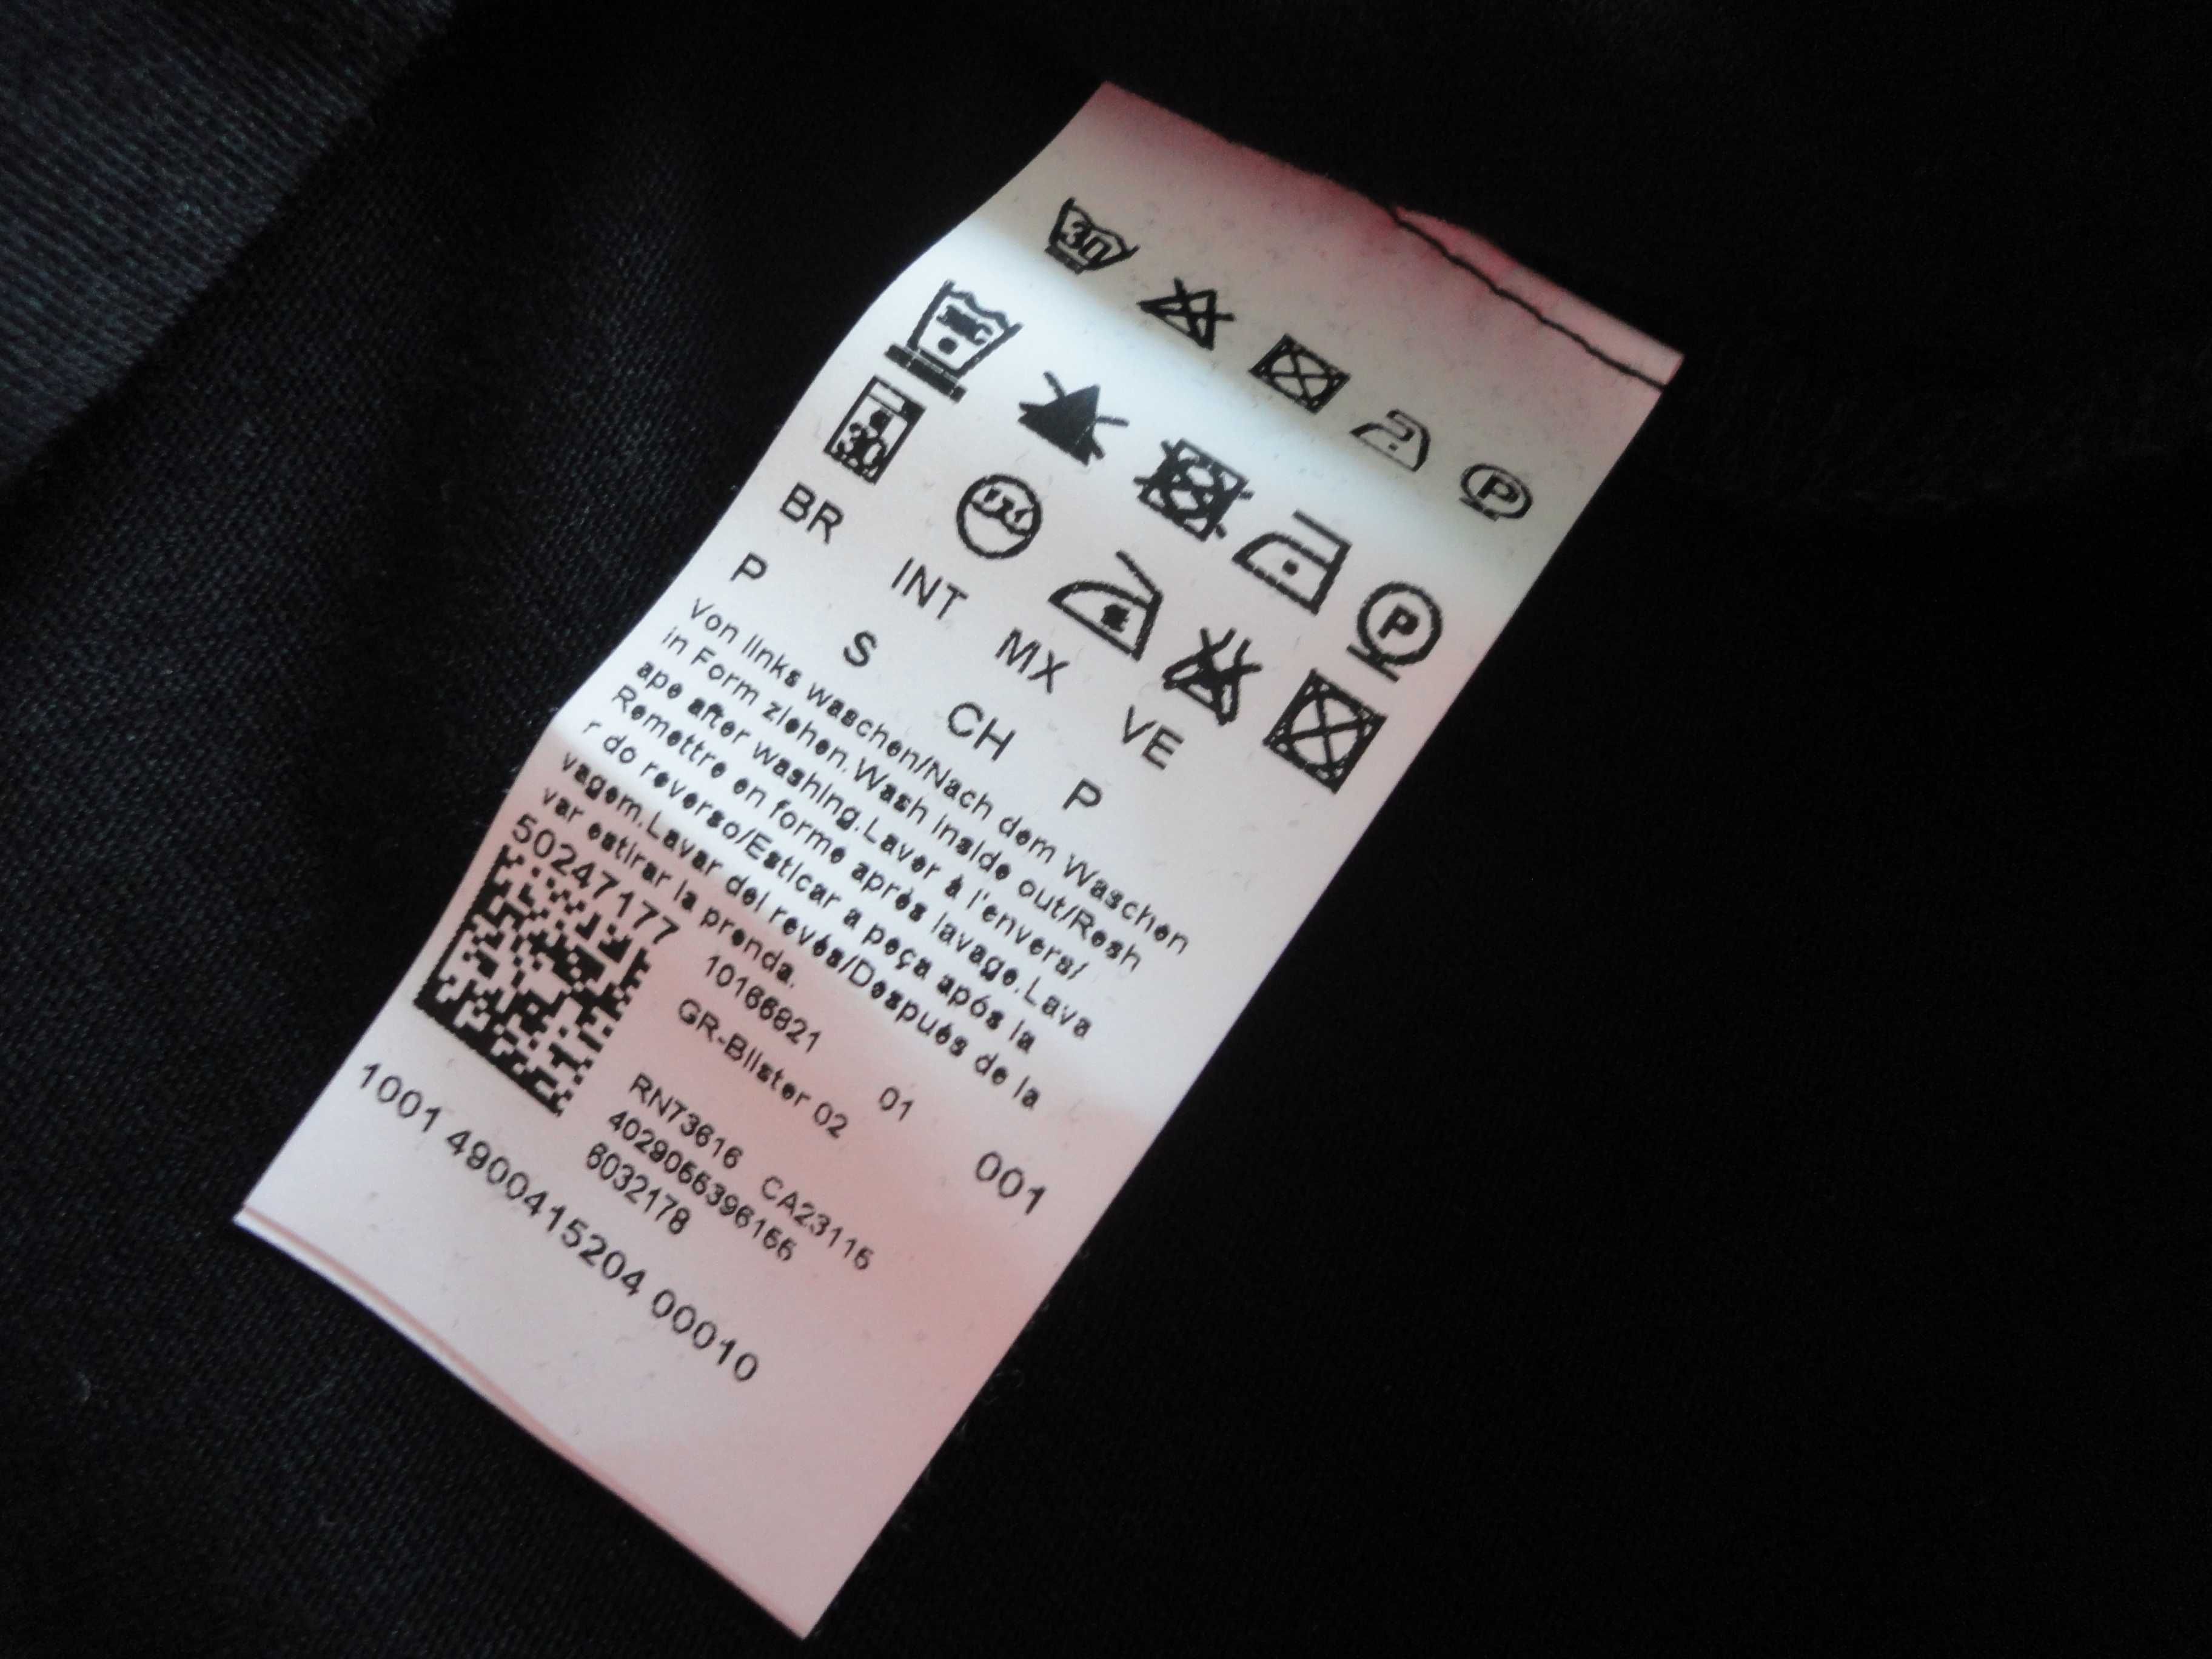 30
P
P
30
BR INT MX VE
P S CH P
Von links waschen/Nach dem Waschen
in Form ziehen.Wash inside out/Resh
ape after washing.Laver à l'envers/
Remettre en forme après lavage.Lava
r do reverso/Esticar a peça após la
vagem.Lavar del revés/Después de la
var estirar la prenda.
50247177
10166821 01
GR-Blister 02 001
RN73616 CA23116
6032178
1001 4900415204 00010